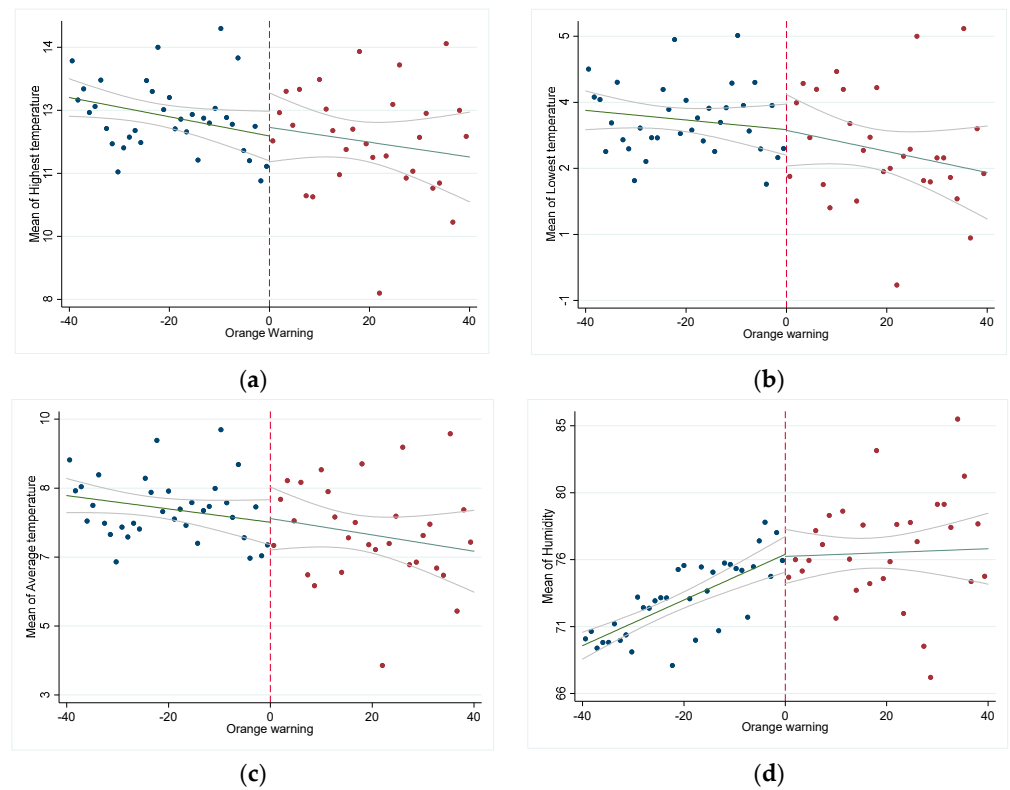 Mean of Highest temperature
14
13
11
10
8
-40 -20 0 20 40
Orange Warning
(a)
Mean of Lowest temperature
5
4
2
1
-1
-40 -20 0 20 40
Orange warning
(b)
Mean of Average temperature
10
8
7
5
3
-40 -20 0 20 40
Orange warning
(c)
Mean of Humidity
85
80
76
71
66
-40 -20 0 20 40
Orange warning
(d)